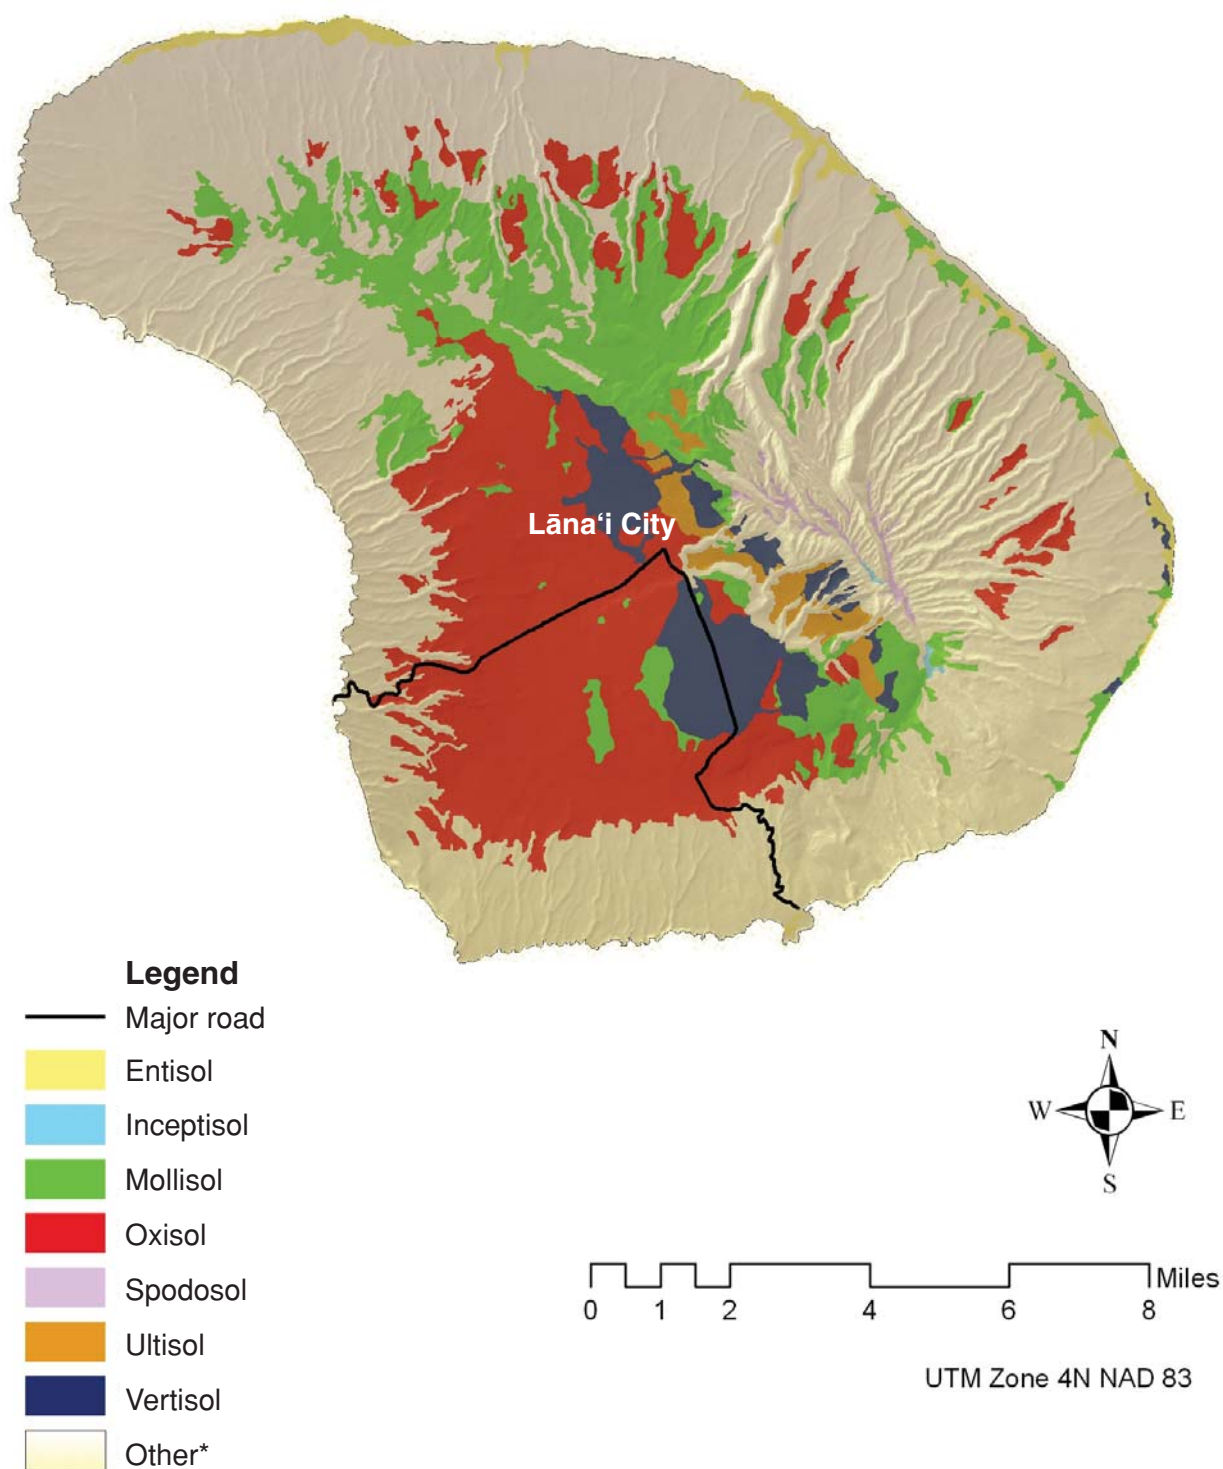 Lāna‘i City
Legend
Major road
Entisol
Inceptisol
Mollisol
Oxisol
Spodosol
Ultisol
Vertisol
Other*
N
W E
S
Miles
0 1 2 4 6 8
UTM Zone 4N NAD 83